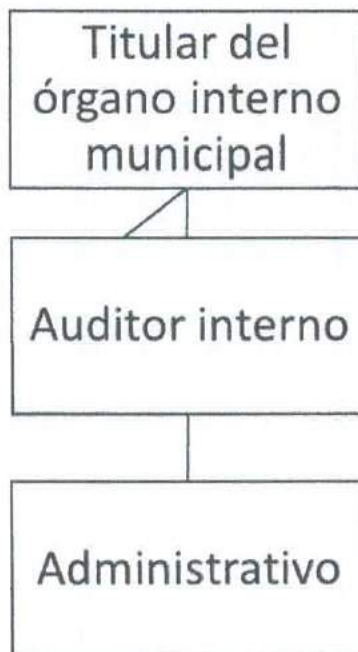 Titular del
órgano interno
municipal
Auditor interno
Administrativo